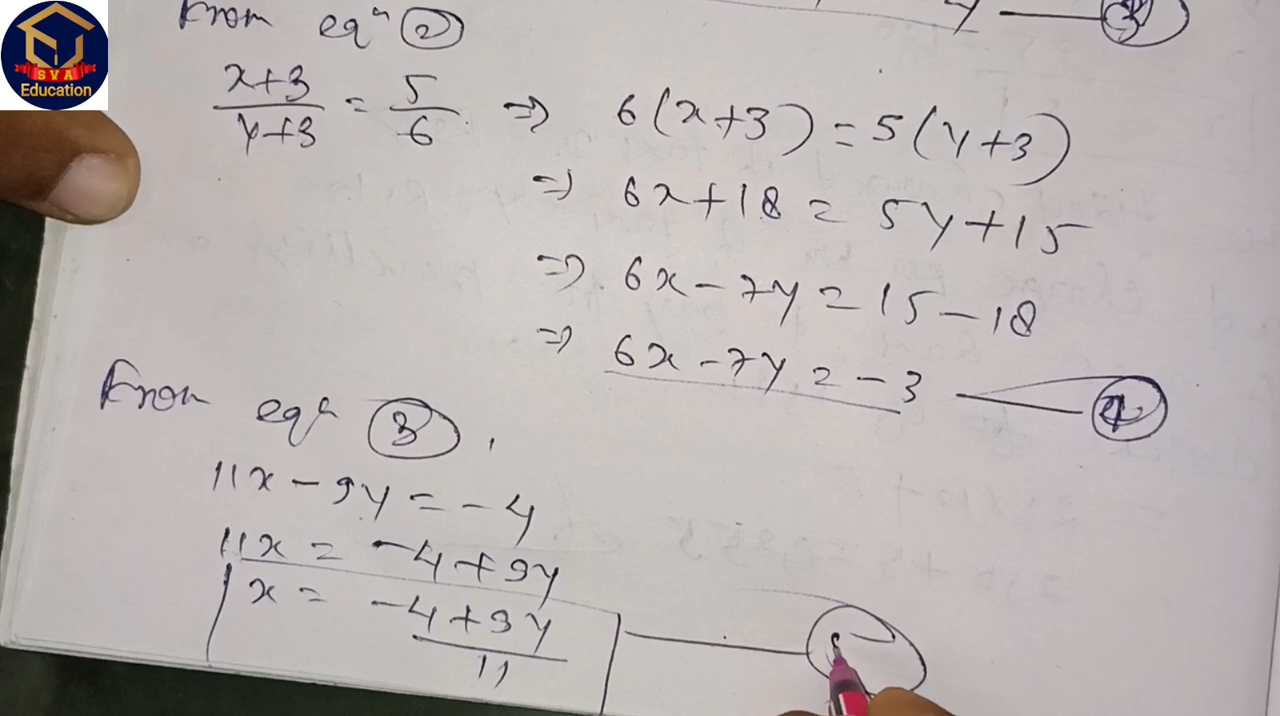 SVA
Education
From eqⁿ ②
x+3/y+3 = 5/6 ⇒ 6(x+3) = 5(y+3)
⇒ 6x+18 = 5y+15
⇒ 6x-7y = 15-18
⇒ 6x-7y = -3 — ④
From eqⁿ ③,
11x-9y = -4
11x = -4+9y
x = -4+9y/11